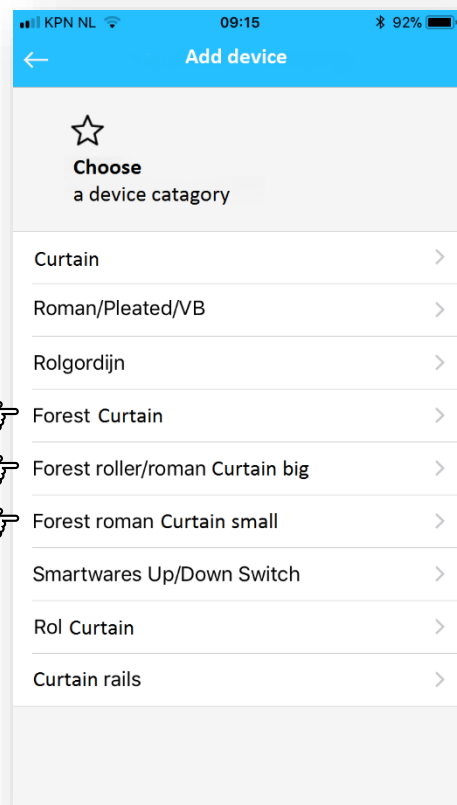 KPN NL 09:15 92%
Add device
Choose
a device catagory
Curtain
Roman/Pleated/VB
Rolgordijn
Forest Curtain
Forest roller/roman Curtain big
Forest roman Curtain small
Smartwares Up/Down Switch
Rol Curtain
Curtain rails